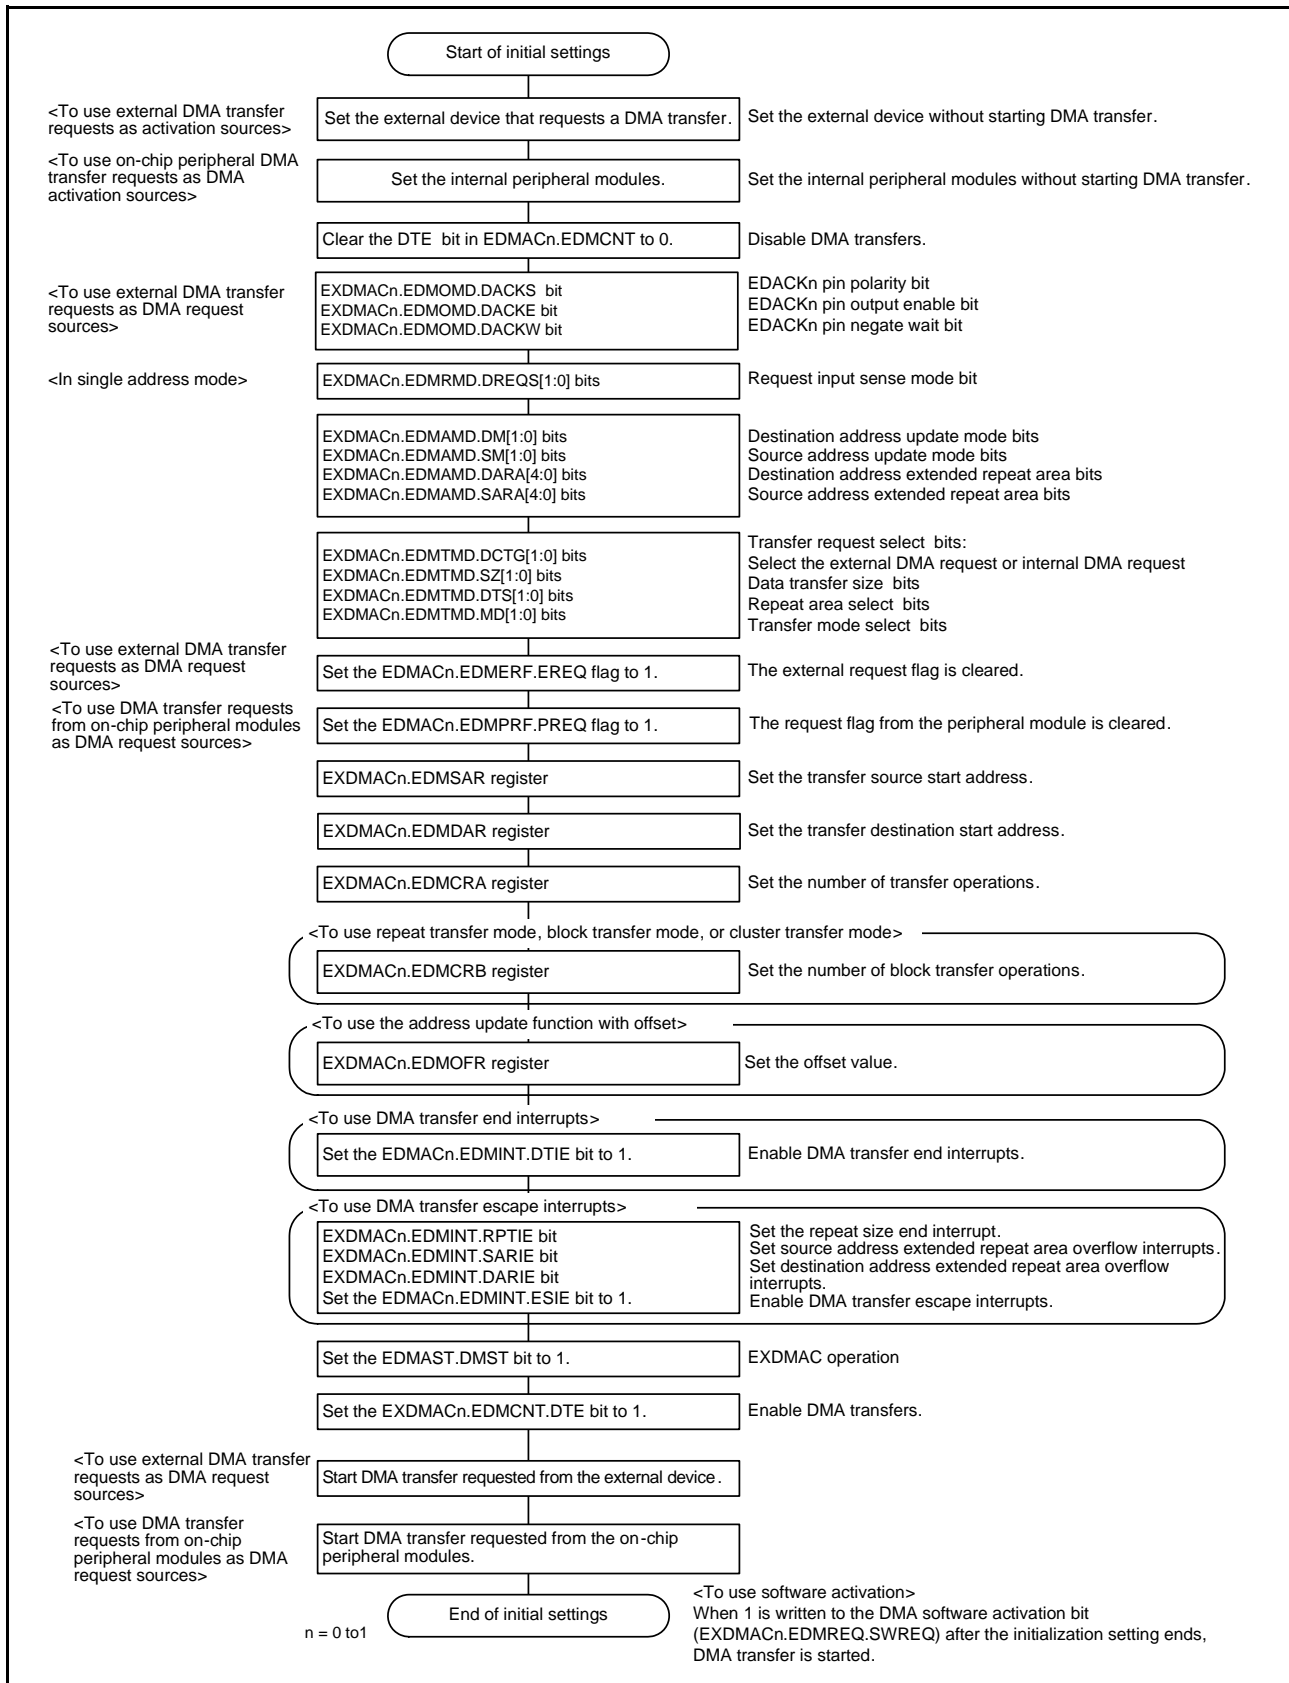 Start of initial settings
<To use external DMA transfer
requests as activation sources>
Set the external device that requests a DMA transfer.
Set the external device without starting DMA transfer.
<To use on-chip peripheral DMA
transfer requests as DMA
activation sources>
Set the internal peripheral modules.
Set the internal peripheral modules without starting DMA transfer.
Clear the DTE bit in EDMACn.EDMCNT to 0.
Disable DMA transfers.
<To use external DMA transfer
requests as DMA request
sources>
EXDMACn.EDMOMD.DACKS bit
EXDMACn.EDMOMD.DACKE bit
EXDMACn.EDMOMD.DACKW bit
EDACKn pin polarity bit
EDACKn pin output enable bit
EDACKn pin negate wait bit
<In single address mode>
EXDMACn.EDMRMD.DREQS[1:0] bits
Request input sense mode bit
EXDMACn.EDMAMD.DM[1:0] bits
EXDMACn.EDMAMD.SM[1:0] bits
EXDMACn.EDMAMD.DARA[4:0] bits
EXDMACn.EDMAMD.SARA[4:0] bits
Destination address update mode bits
Source address update mode bits
Destination address extended repeat area bits
Source address extended repeat area bits
EXDMACn.EDMTMD.DCTG[1:0] bits
EXDMACn.EDMTMD.SZ[1:0] bits
EXDMACn.EDMTMD.DTS[1:0] bits
EXDMACn.EDMTMD.MD[1:0] bits
Transfer request select bits:
Select the external DMA request or internal DMA request
Data transfer size bits
Repeat area select bits
Transfer mode select bits
<To use external DMA transfer
requests as DMA request
sources>
Set the EDMACn.EDMERF.EREQ flag to 1.
The external request flag is cleared.
<To use DMA transfer requests
from on-chip peripheral modules
as DMA request sources>
Set the EDMACn.EDMPRF.PREQ flag to 1.
The request flag from the peripheral module is cleared.
EXDMACn.EDMSAR register
Set the transfer source start address.
EXDMACn.EDMDAR register
Set the transfer destination start address.
EXDMACn.EDMCRA register
Set the number of transfer operations.
<To use repeat transfer mode, block transfer mode, or cluster transfer mode>
EXDMACn.EDMCRB register
Set the number of block transfer operations.
<To use the address update function with offset>
EXDMACn.EDMOFR register
Set the offset value.
<To use DMA transfer end interrupts>
Set the EDMACn.EDMINT.DTIE bit to 1.
Enable DMA transfer end interrupts.
<To use DMA transfer escape interrupts>
EXDMACn.EDMINT.RPTIE bit
EXDMACn.EDMINT.SARIE bit
EXDMACn.EDMINT.DARIE bit
Set the EDMACn.EDMINT.ESIE bit to 1.
Set the repeat size end interrupt.
Set source address extended repeat area overflow interrupts.
Set destination address extended repeat area overflow
interrupts.
Enable DMA transfer escape interrupts.
Set the EDMAST.DMST bit to 1.
EXDMAC operation
Set the EXDMACn.EDMCNT.DTE bit to 1.
Enable DMA transfers.
<To use external DMA transfer
requests as DMA request
sources>
Start DMA transfer requested from the external device.
<To use DMA transfer
requests from on-chip
peripheral modules as DMA
request sources>
Start DMA transfer requested from the on-chip
peripheral modules.
End of initial settings
n = 0 to1
<To use software activation>
When 1 is written to the DMA software activation bit
(EXDMACn.EDMREQ.SWREQ) after the initialization setting ends,
DMA transfer is started.